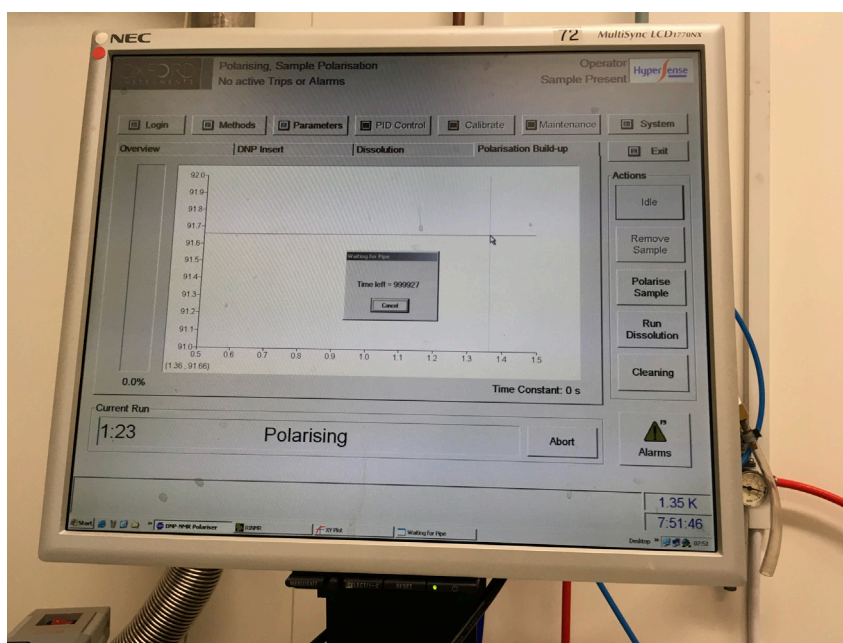 NEC
72
MultiSync LCD1770NX
OXFORD
INSTRUMENTS
Polarising, Sample Polarisation
No active Trips or Alarms
Operator
Sample Present
HyperSense
Login
Methods
Parameters
PID Control
Calibrate
Maintenance
System
Overview
DNP Insert
Dissolution
Polarisation Build-up
Exit
Actions
Idle
Remove
Sample
Polarise
Sample
Run
Dissolution
Cleaning
92.0
91.9
91.8
91.7
91.6
91.5
91.4
91.3
91.2
91.1
91.0
0.5 0.6 0.7 0.8 0.9 1.0 1.1 1.2 1.3 1.4 1.5
(1.36, 91.66)
Waiting for Pipe
Time left = 999927
Cancel
0.0%
Time Constant: 0 s
Current Run
1:23
Polarising
Abort
Alarms
1.35 K
7:51:46
Start
DNP-NMR Polariser
RINMR
XY Plot
Waiting for Pipe
Desktop
07:51
RESET